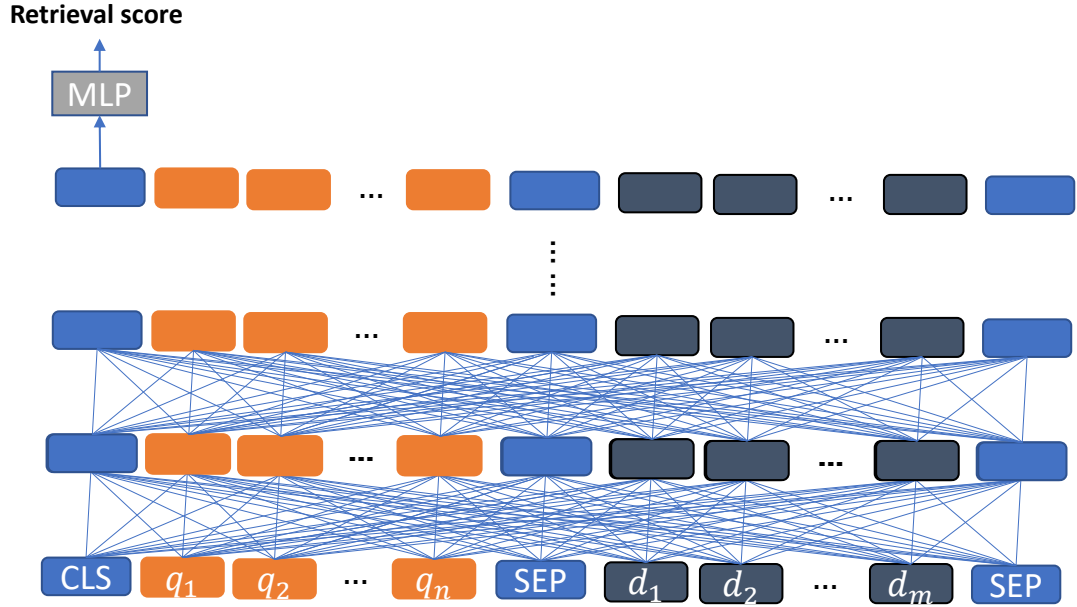 Retrieval score
MLP
...
...
...
...
...
...
CLS q₁ q₂ ... qₙ SEP d₁ d₂ ... dₘ SEP